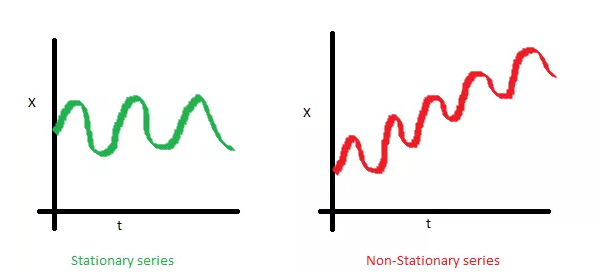 X
t
Stationary series
X
t
Non-Stationary series